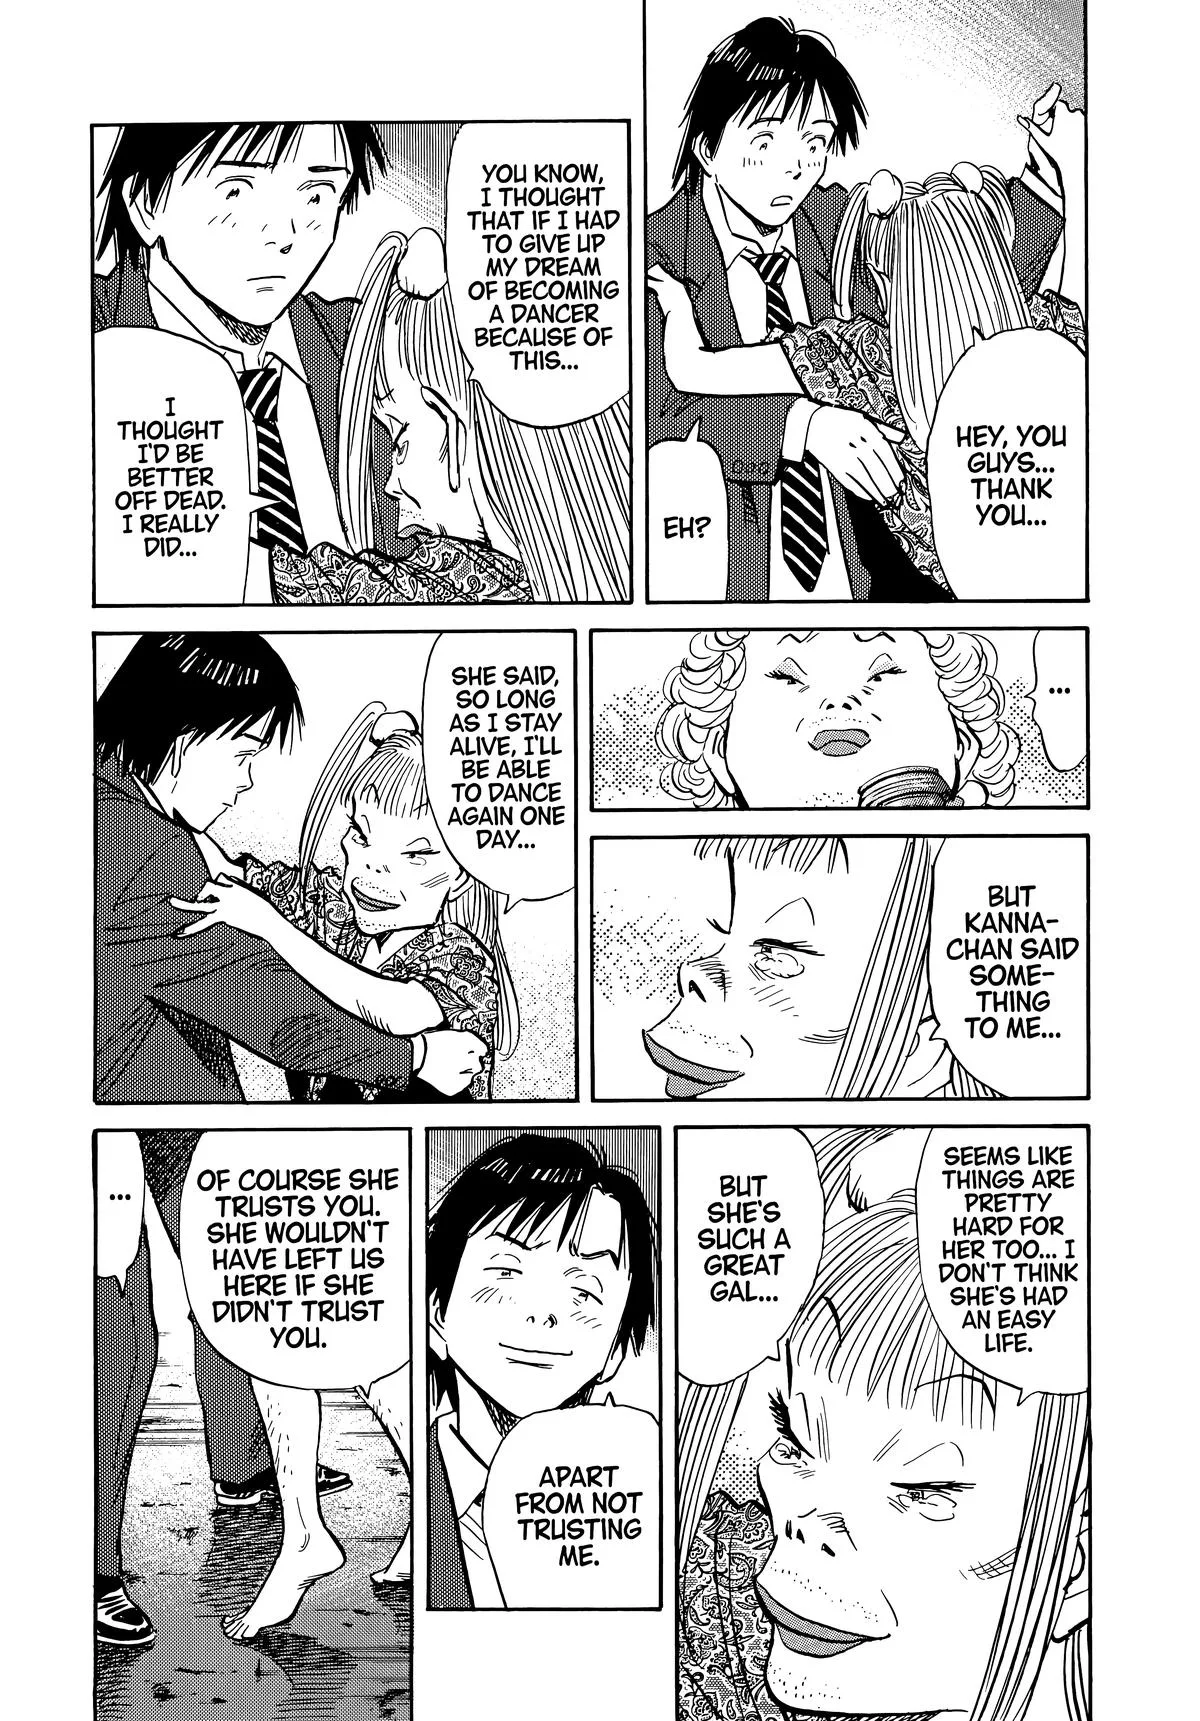 HEY, YOU
GUYS...
THANK
YOU...
EH?
YOU KNOW,
I THOUGHT
THAT IF I HAD
TO GIVE UP
MY DREAM
OF BECOMING
A DANCER
BECAUSE OF
THIS...
I
THOUGHT
I'D BE
BETTER
OFF DEAD.
I REALLY
DID...
...
BUT
KANNA-
CHAN SAID
SOME-
THING
TO ME...
SHE SAID,
SO LONG
AS I STAY
ALIVE, I'LL
BE ABLE
TO DANCE
AGAIN ONE
DAY...
SEEMS LIKE
THINGS ARE
PRETTY
HARD FOR
HER TOO... I
DON'T THINK
SHE'S HAD
AN EASY
LIFE.
BUT
SHE'S
SUCH A
GREAT
GAL...
APART
FROM NOT
TRUSTING
ME.
OF COURSE SHE
TRUSTS YOU.
SHE WOULDN'T
HAVE LEFT US
HERE IF SHE
DIDN'T TRUST
YOU.
...